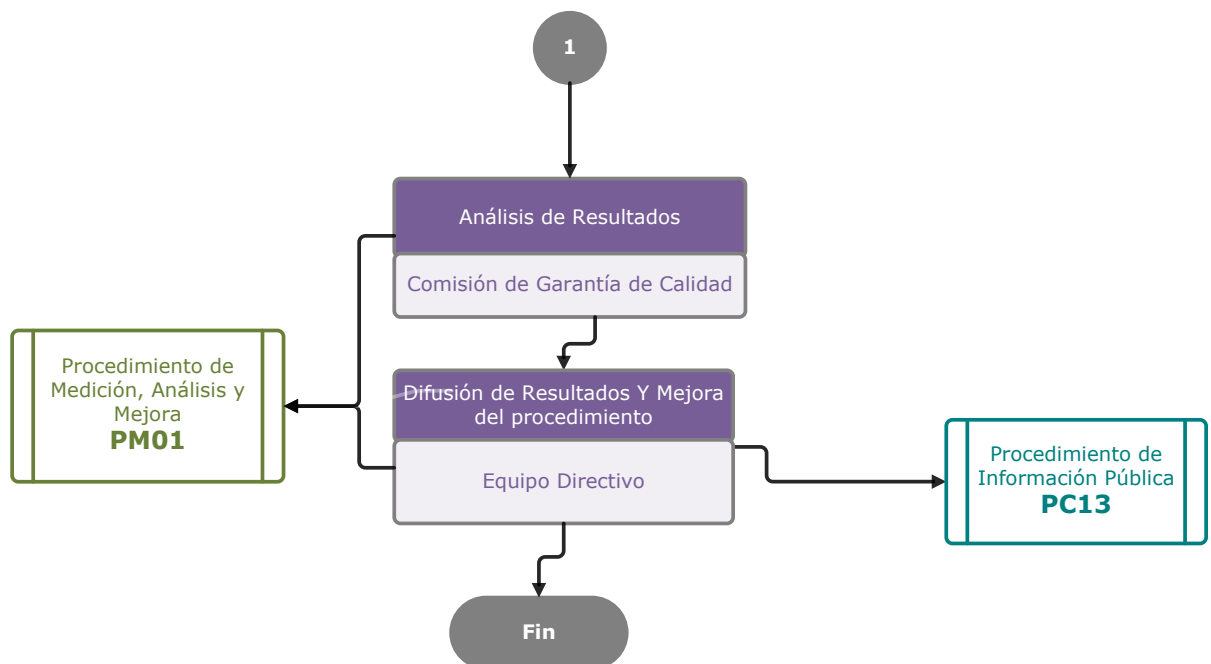 1
Análisis de Resultados
Comisión de Garantía de Calidad
Procedimiento de
Medición, Análisis y
Mejora
PM01
Difusión de Resultados Y Mejora
del procedimiento
Equipo Directivo
Procedimiento de
Información Pública
PC13
Fin